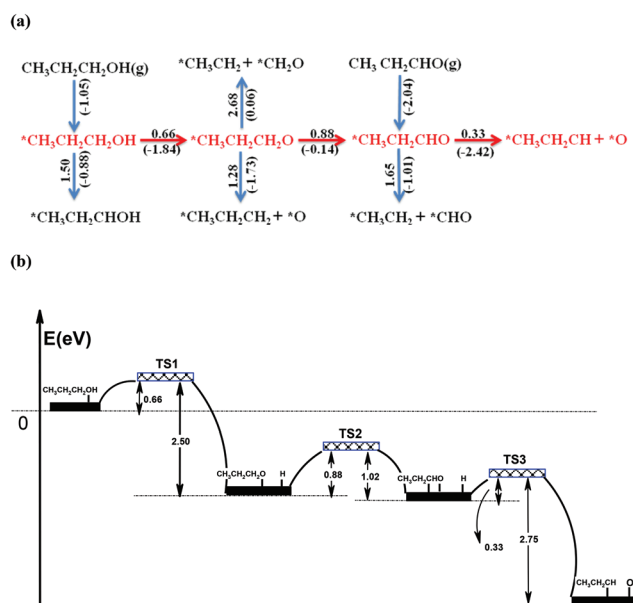 (a)
CH3CH2CH2OH(g) *CH3CH2 + *CH2O CH3 CH2CHO(g)
(-1.05) 2.68 (0.06) (-2.04)
*CH3CH2CH2OH 0.66 (-1.84) *CH3CH2CH2O 0.88 (-0.14) *CH3CH2CHO 0.33 (-2.42) *CH3CH2CH + *O
1.50 (-0.88) 1.28 (-1.73) 1.65 (-1.01)
*CH3CH2CHOH *CH3CH2CH2 + *O *CH3CH2 + *CHO
(b)
E(eV)
TS1
CH3CH2CH2OH
0.66
0
2.50
TS2
CH3CH2CH2O H
0.88
1.02
CH3CH2CHO H
TS3
0.33
2.75
CH3CH2CH O